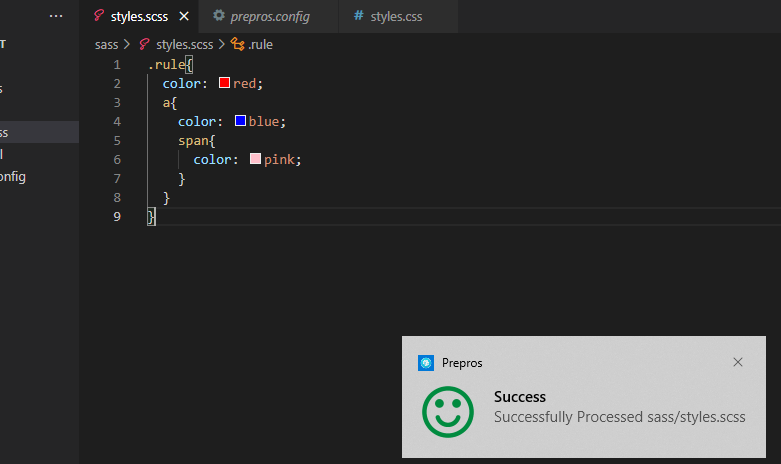 styles.scss
prepros.config
# styles.css
T
sass > styles.scss > .rule
s
1 .rule{
2 color: red;
3 a{
4 color: blue;
ss
5 span{
l
6 color: pink;
onfig
7 }
8 }
9 }
Prepros
Success
Successfully Processed sass/styles.scss